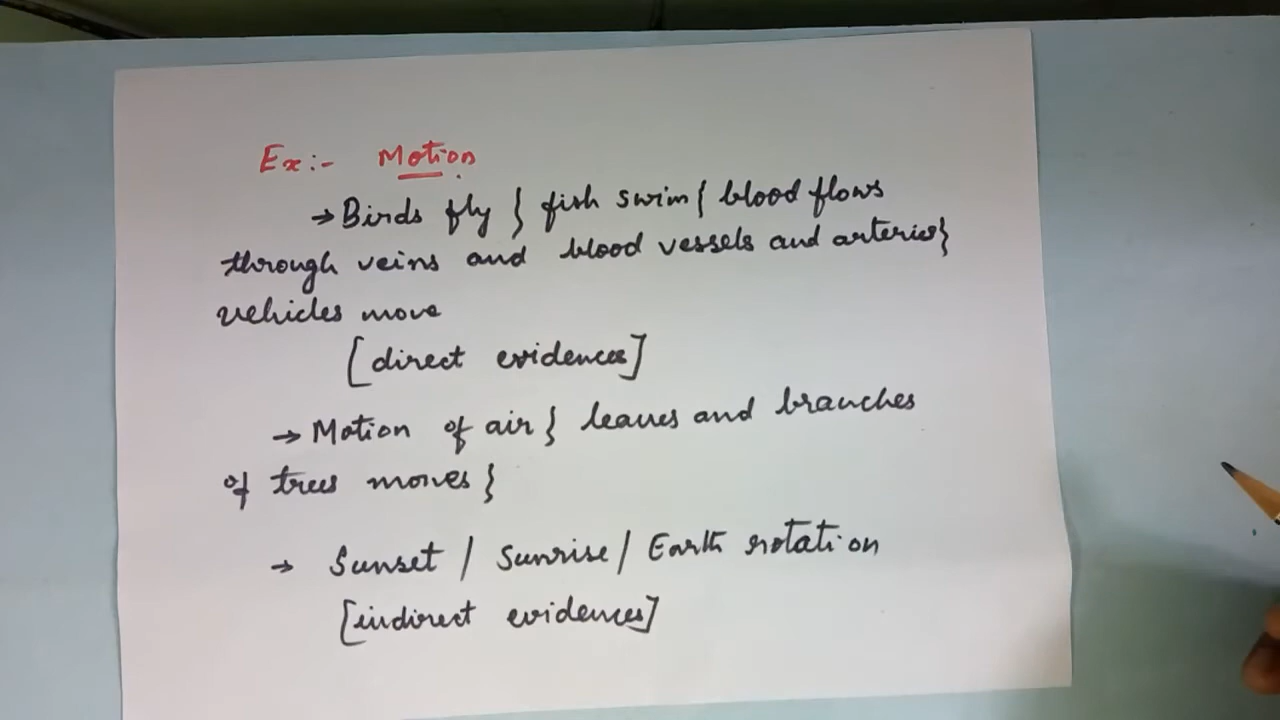 Ex:- Motion
→ Birds fly } fish swim { blood flows
through veins and blood vessels and arteries}
vehicles move
[direct evidences]
→ Motion of air } leaves and branches
of trees moves }
→ Sunset / Sunrise / Earth rotation
[indirect evidences]